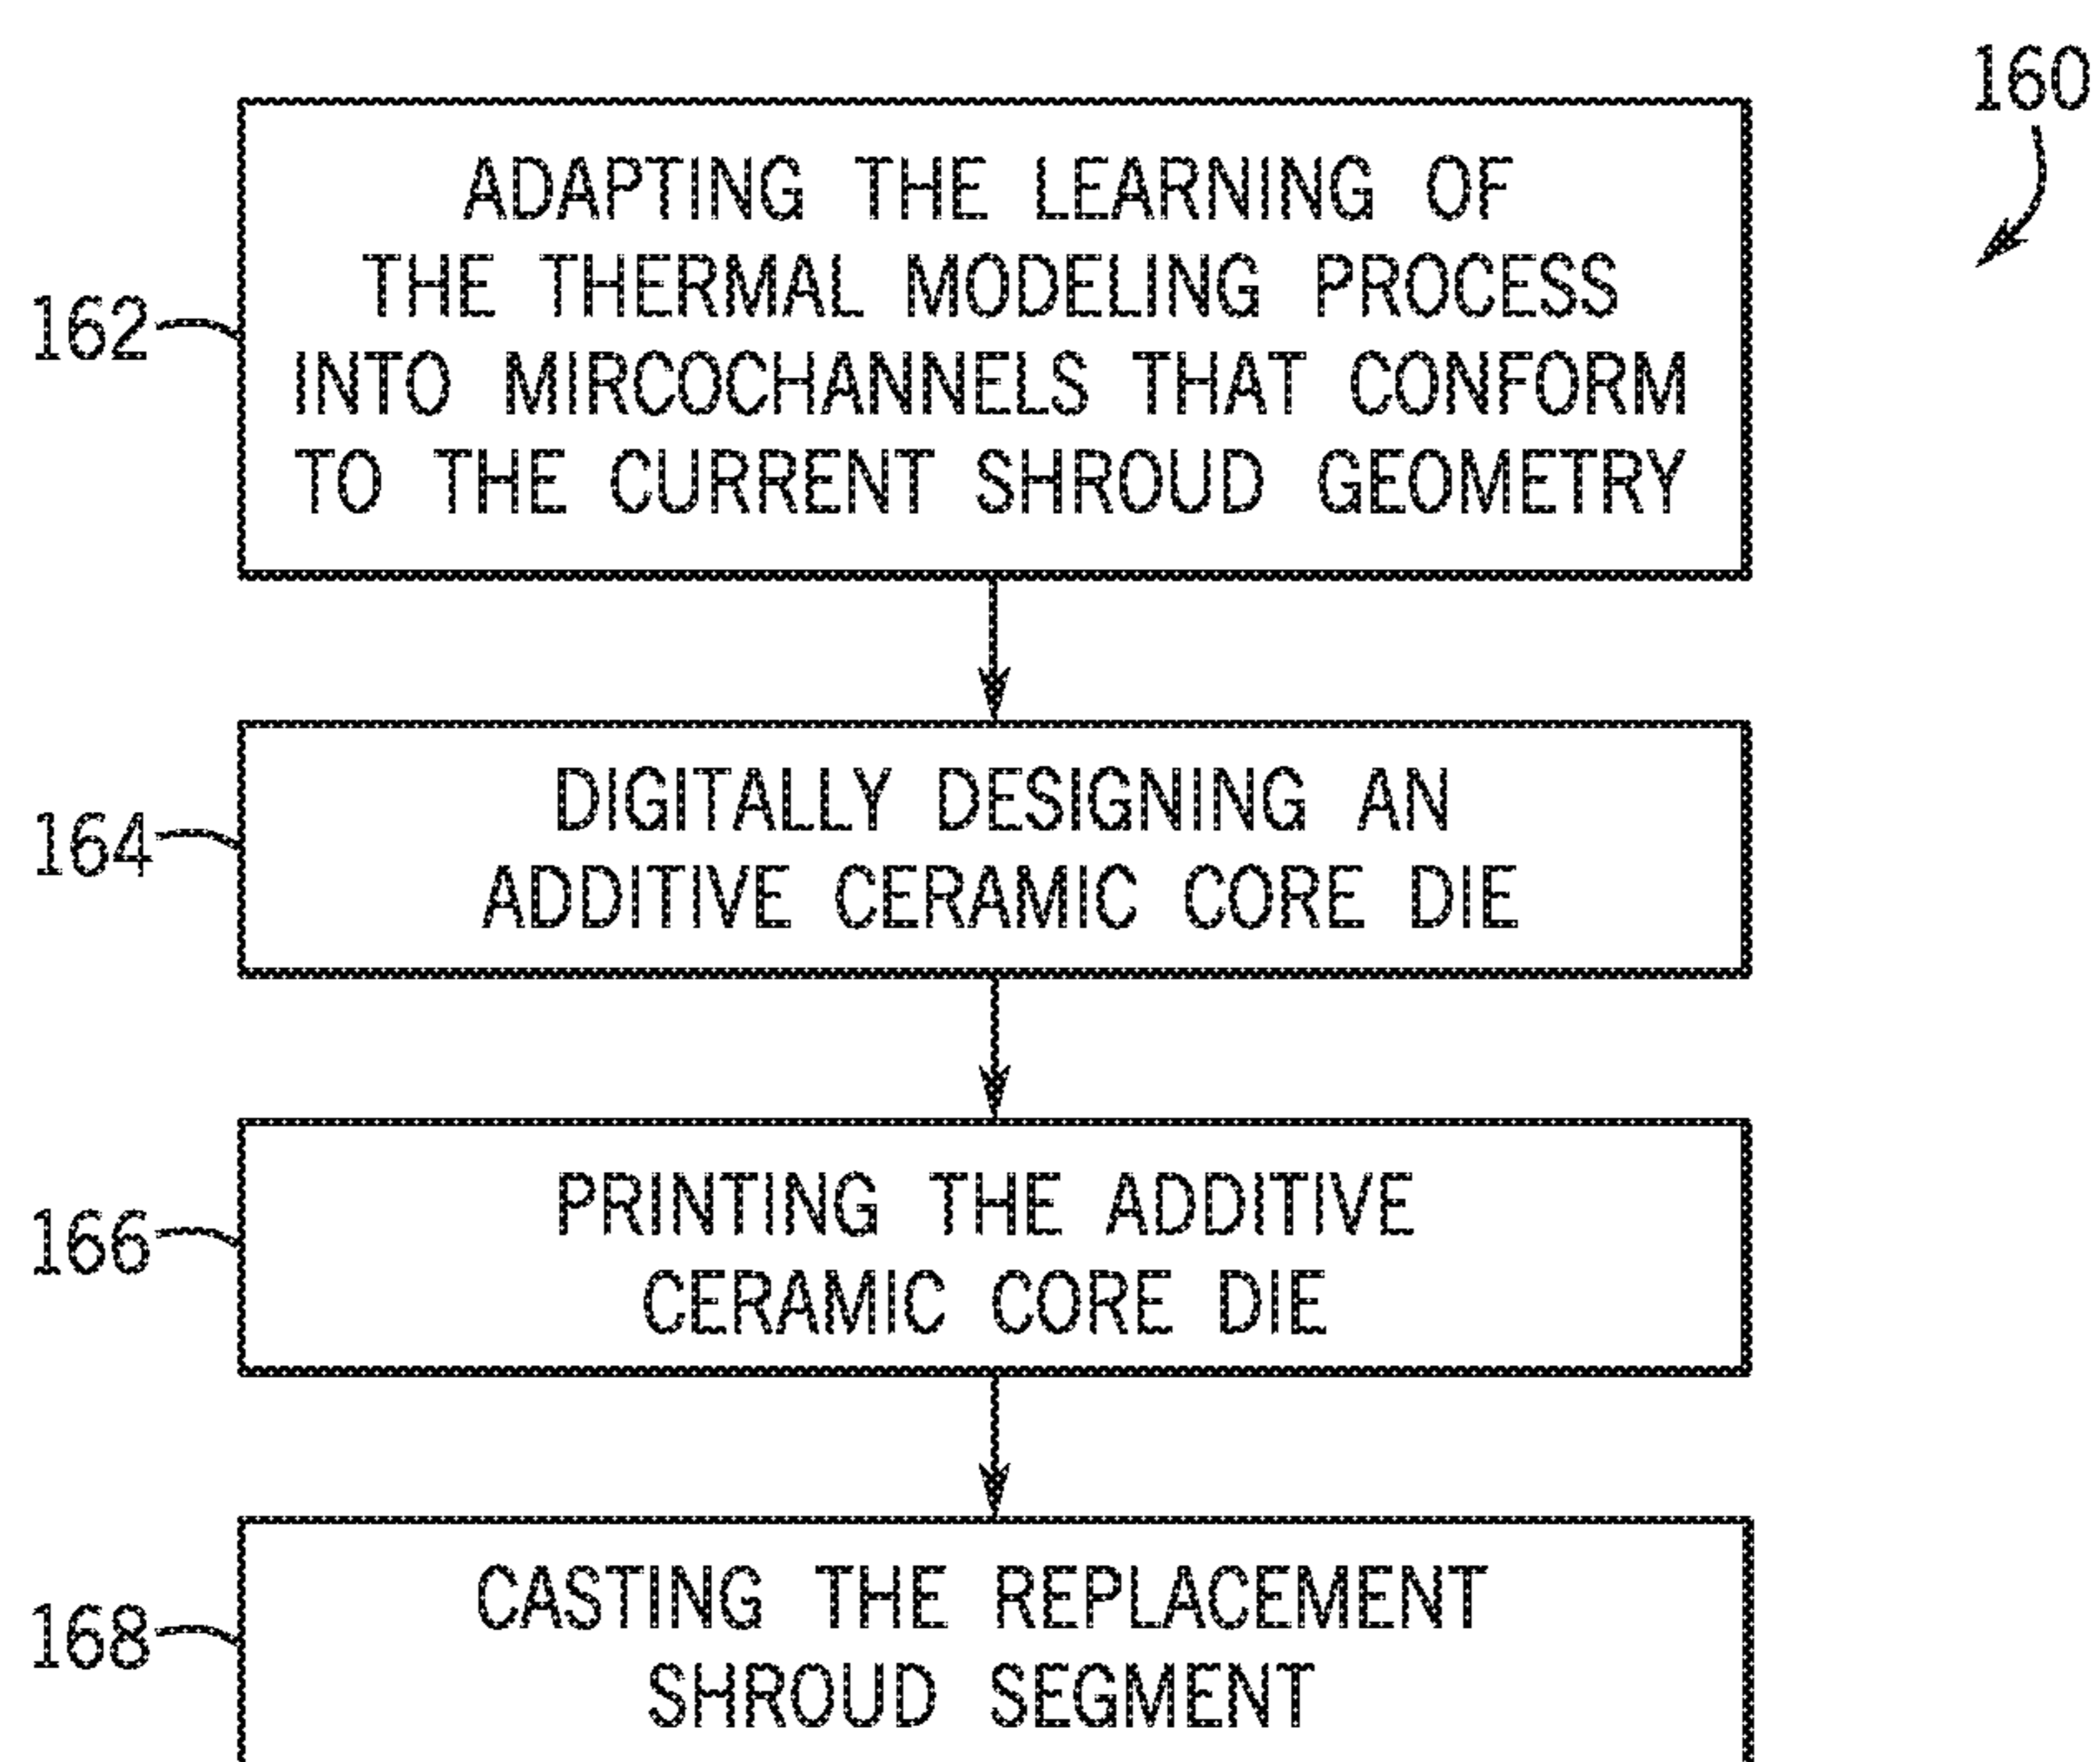 160
ADAPTING THE LEARNING OF
THE THERMAL MODELING PROCESS
INTO MIRCOCHANNELS THAT CONFORM
TO THE CURRENT SHROUD GEOMETRY
162
DIGITALLY DESIGNING AN
ADDITIVE CERAMIC CORE DIE
164
PRINTING THE ADDITIVE
CERAMIC CORE DIE
166
CASTING THE REPLACEMENT
SHROUD SEGMENT
168